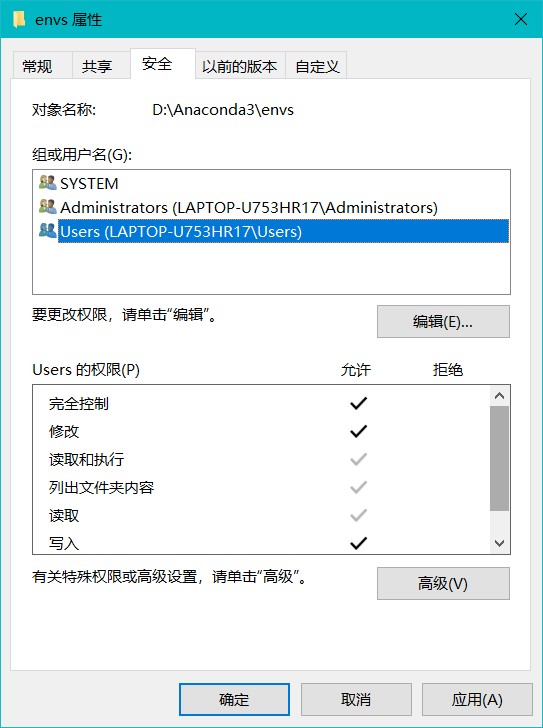 envs 属性
常规 共享 安全 以前的版本 自定义
对象名称: D:\Anaconda3\envs
组或用户名(G):
SYSTEM
Administrators (LAPTOP-U753HR17\Administrators)
Users (LAPTOP-U753HR17\Users)
要更改权限，请单击“编辑”。 编辑(E)...
Users 的权限(P) 允许 拒绝
完全控制
修改
读取和执行
列出文件夹内容
读取
写入
有关特殊权限或高级设置，请单击“高级”。 高级(V)
确定 取消 应用(A)